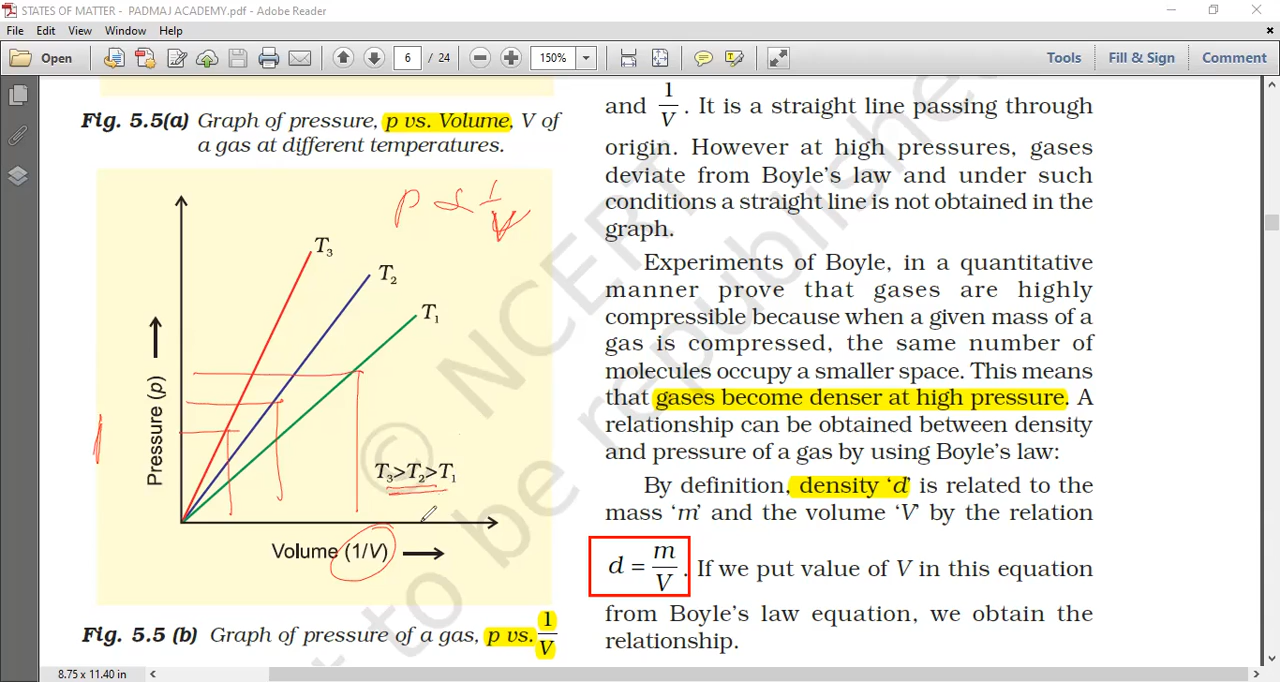 STATES OF MATTER - PADMAJ ACADEMY.pdf - Adobe Reader
File Edit View Window Help
Open 6 / 24 150% Tools Fill & Sign Comment
Fig. 5.5(a) Graph of pressure, p vs. Volume, V of
a gas at different temperatures.
p ∝ 1/V
T3
T2
T1
Pressure (p)
T3>T2>T1
Volume (1/V)
Fig. 5.5 (b) Graph of pressure of a gas, p vs. 1/V
and 1/V. It is a straight line passing through
origin. However at high pressures, gases
deviate from Boyle's law and under such
conditions a straight line is not obtained in the
graph.
Experiments of Boyle, in a quantitative
manner prove that gases are highly
compressible because when a given mass of a
gas is compressed, the same number of
molecules occupy a smaller space. This means
that gases become denser at high pressure. A
relationship can be obtained between density
and pressure of a gas by using Boyle's law:
By definition, density 'd' is related to the
mass 'm' and the volume 'V' by the relation
d = m/V. If we put value of V in this equation
from Boyle's law equation, we obtain the
relationship.
© NCERT
not to be republished
8.75 x 11.40 in